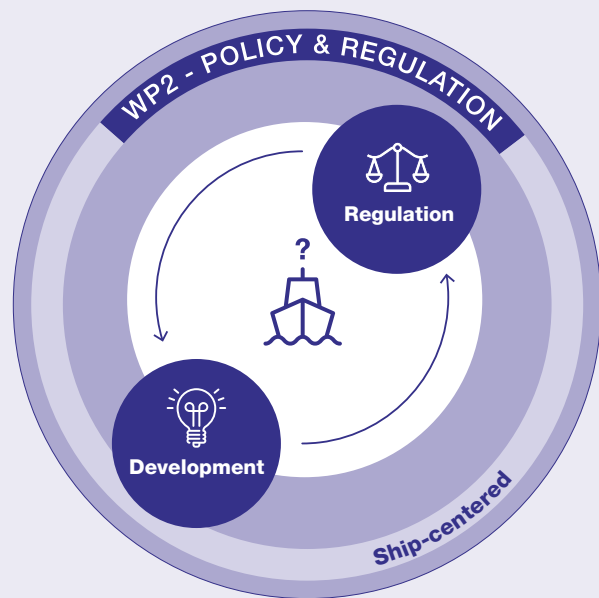 WP2 - POLICY & REGULATION
Regulation
?
Development
Ship-centered